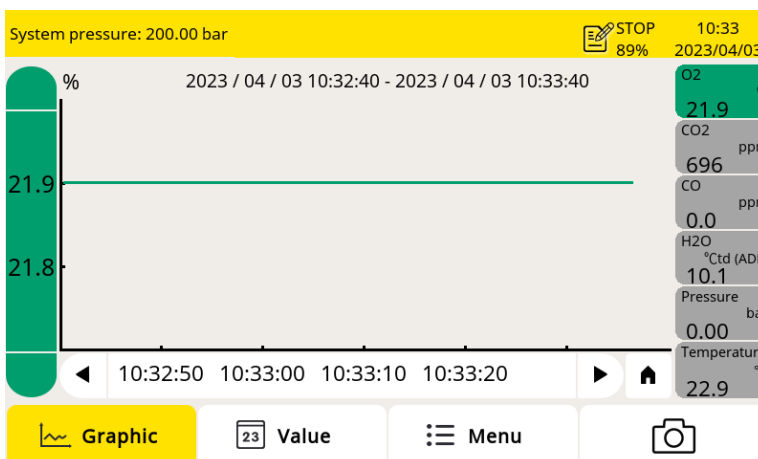 System pressure: 200.00 bar
STOP
89%
10:33
2023/04/03
%
2023 / 04 / 03 10:32:40 - 2023 / 04 / 03 10:33:40
21.9
21.8
10:32:50 10:33:00 10:33:10 10:33:20
O2
21.9
CO2
696
CO
0.0
H2O
°Ctd
10.1
Pressure
0.00
22.9
Graphic
23 Value
Menu